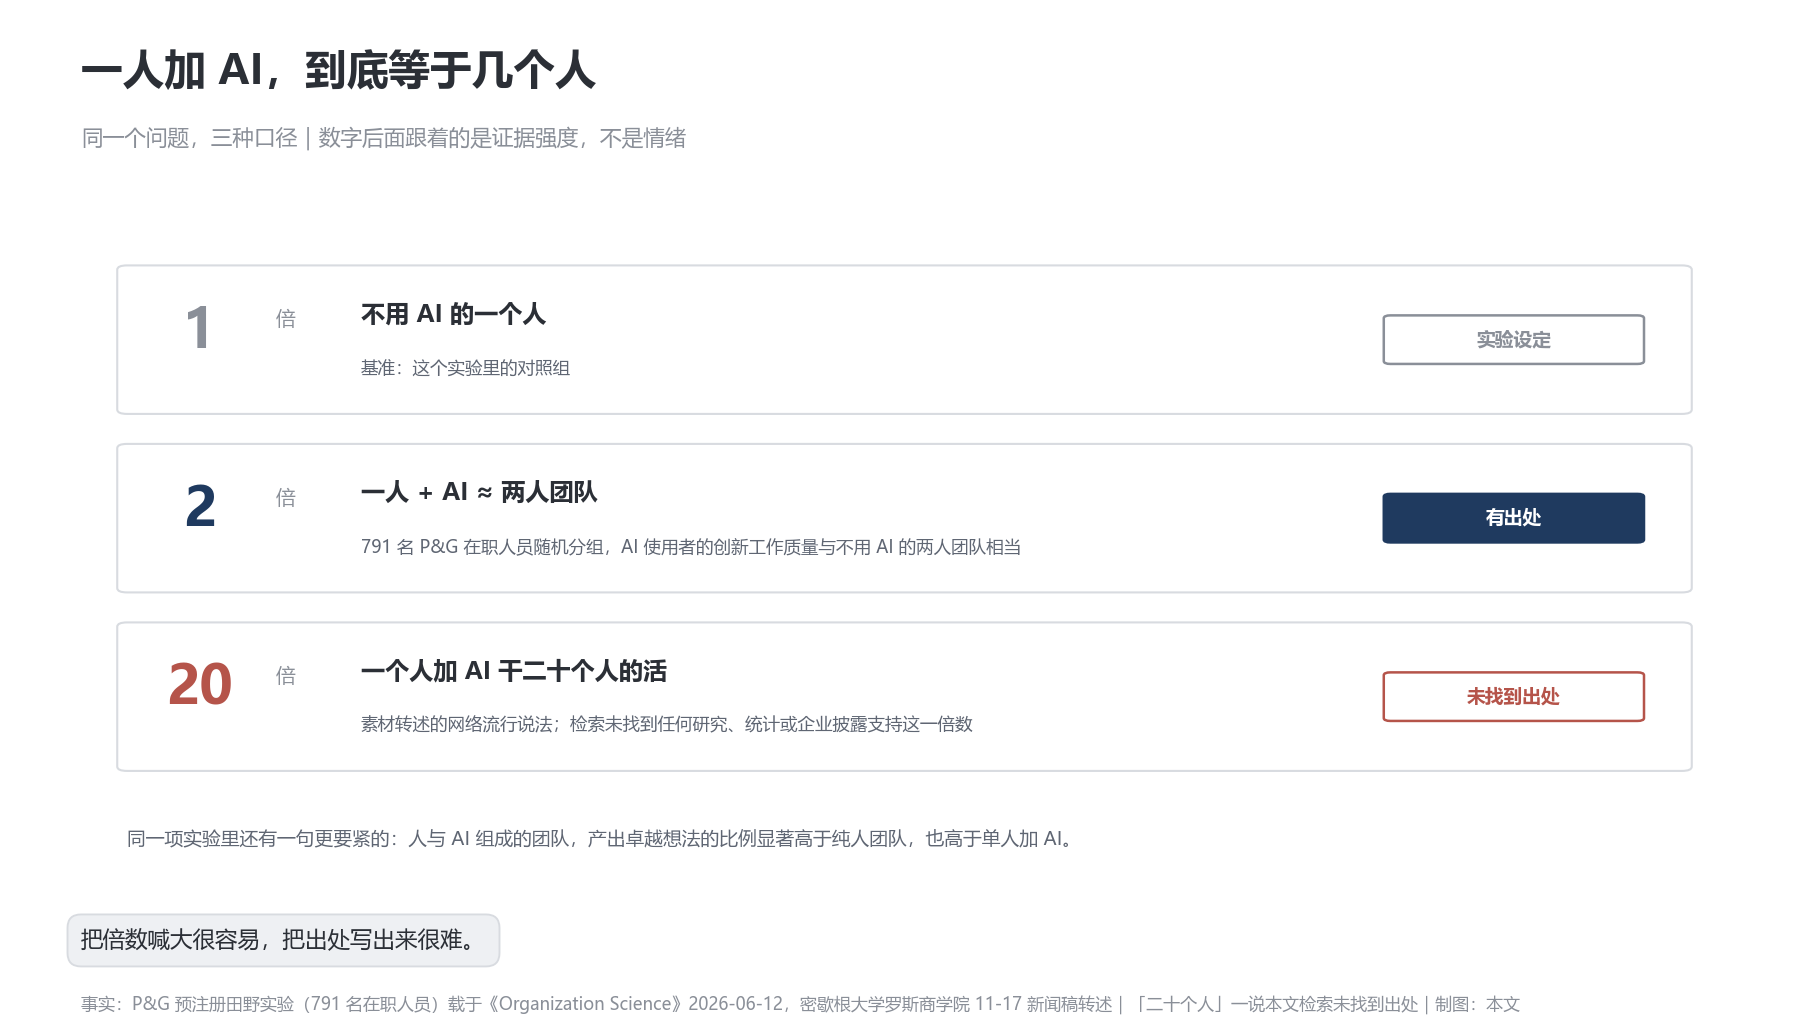 一人加 AI，到底等于几个人
同一个问题，三种口径｜数字后面跟着的是证据强度，不是情绪
1 倍
不用 AI 的一个人
基准：这个实验里的对照组
实验设定
2 倍
一人 + AI ≈ 两人团队
791 名 P&G 在职人员随机分组，AI 使用者的创新工作质量与不用 AI 的两人团队相当
有出处
20 倍
一个人加 AI 干二十个人的活
素材转述的网络流行说法；检索未找到任何研究、统计或企业披露支持这一倍数
未找到出处
同一项实验里还有一句更要紧的：人与 AI 组成的团队，产出卓越想法的比例显著高于纯人团队，也高于单人加 AI。
把倍数喊大很容易，把出处写出来很难。
事实：P&G 预注册田野实验（791 名在职人员）载于《Organization Science》2026-06-12，密歇根大学罗斯商学院 11-17 新闻稿转述｜「二十个人」一说本文检索未找到出处｜制图：本文